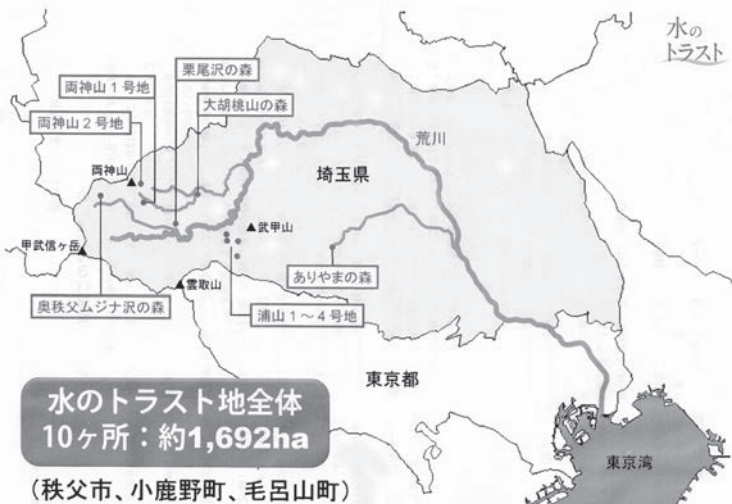 水の
トラスト
栗尾沢の森
両神山1号地
大胡桃山の森
両神山2号地
荒川
両神山
埼玉県
武甲山
甲武信ヶ岳
ありやまの森
雲取山
奥秩父ムジナ沢の森
浦山1〜4号地
東京都
水のトラスト地全体
10ヶ所：約1,692ha
東京湾
(秩父市、小鹿野町、毛呂山町)